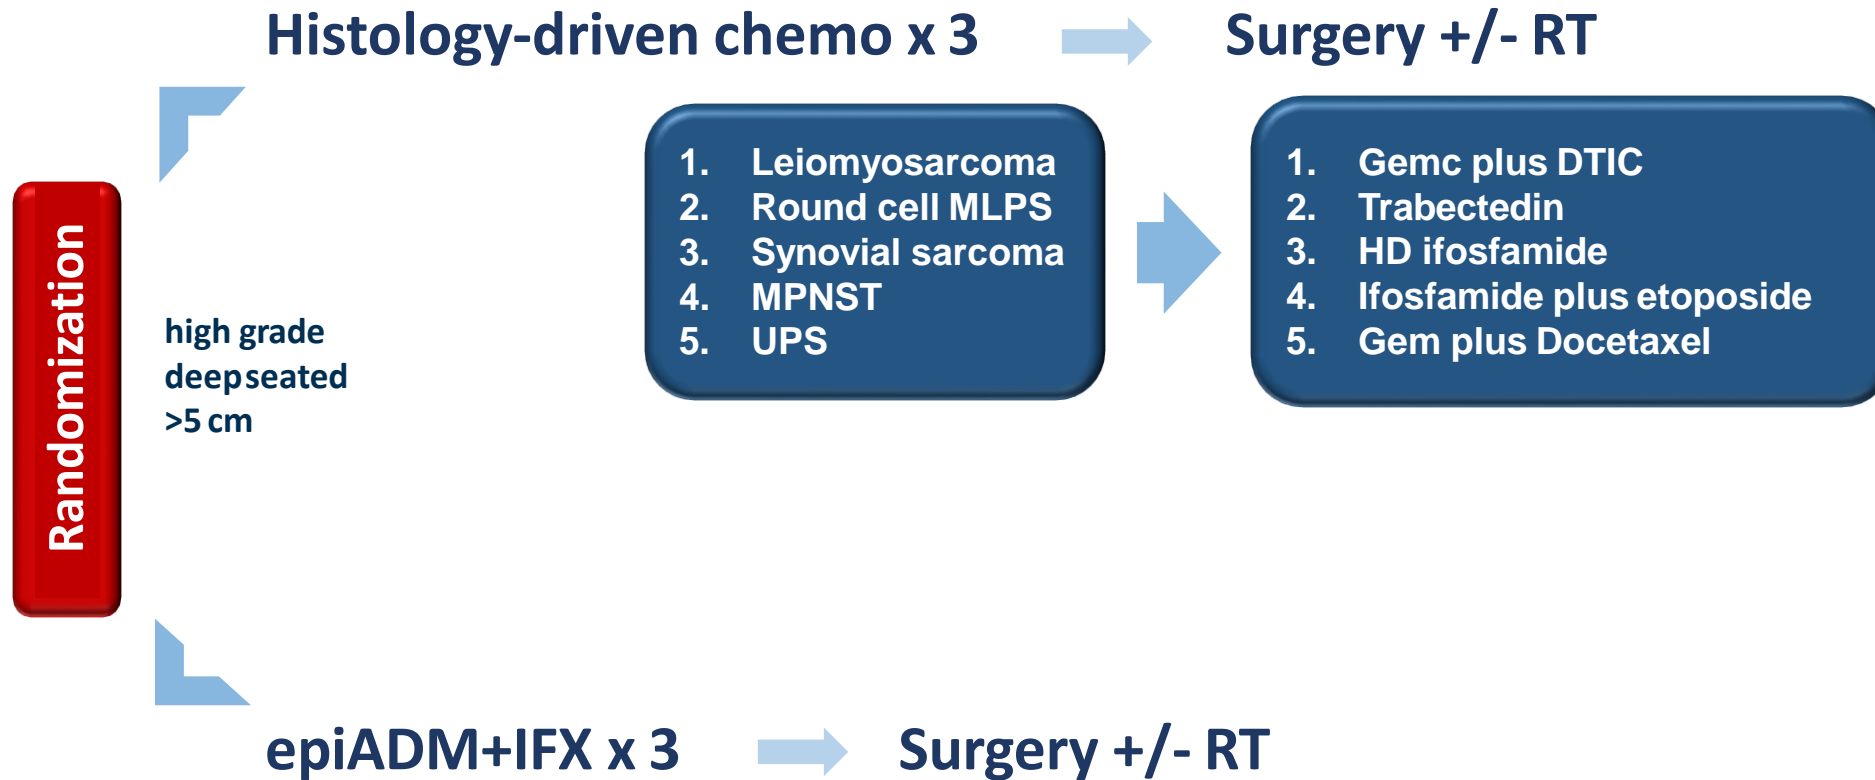 Histology-driven chemo x 3
Surgery +/- RT
Randomization
high grade
deep seated
>5 cm
1. Leiomyosarcoma
2. Round cell MLPS
3. Synovial sarcoma
4. MPNST
5. UPS
1. Gemc plus DTIC
2. Trabectedin
3. HD ifosfamide
4. Ifosfamide plus etoposide
5. Gem plus Docetaxel
epiADM+IFX x 3
Surgery +/- RT